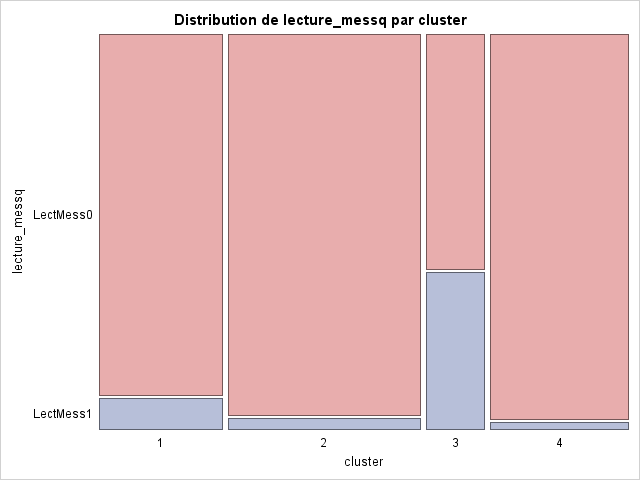 Distribution de lecture_messq par cluster
lecture_messq
LectMess0
LectMess1
1 2 3 4
cluster